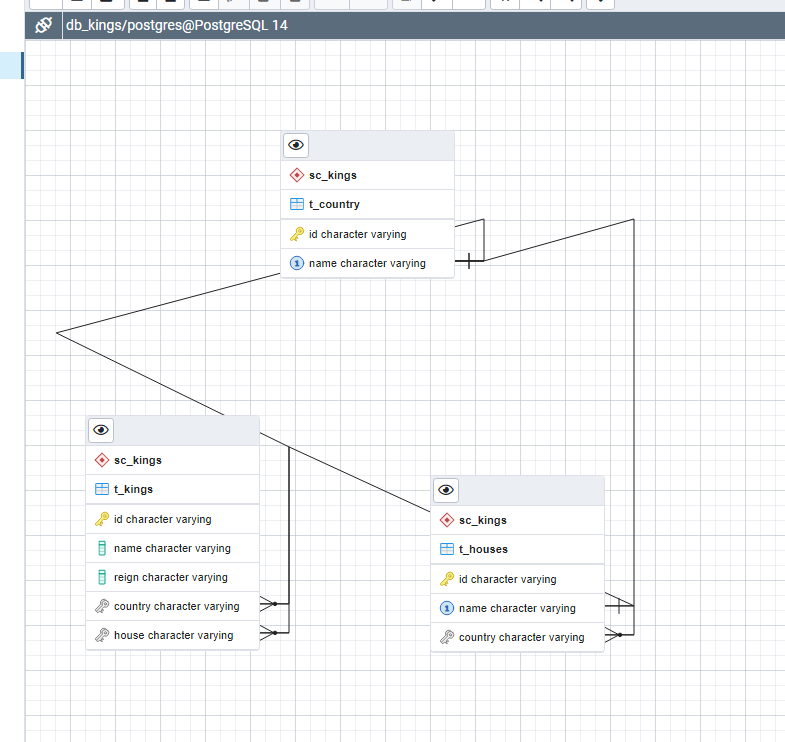 db_kings/postgres@PostgreSQL 14
sc_kings
t_country
id character varying
1 name character varying
sc_kings
t_kings
id character varying
name character varying
reign character varying
country character varying
house character varying
sc_kings
t_houses
id character varying
1 name character varying
country character varying